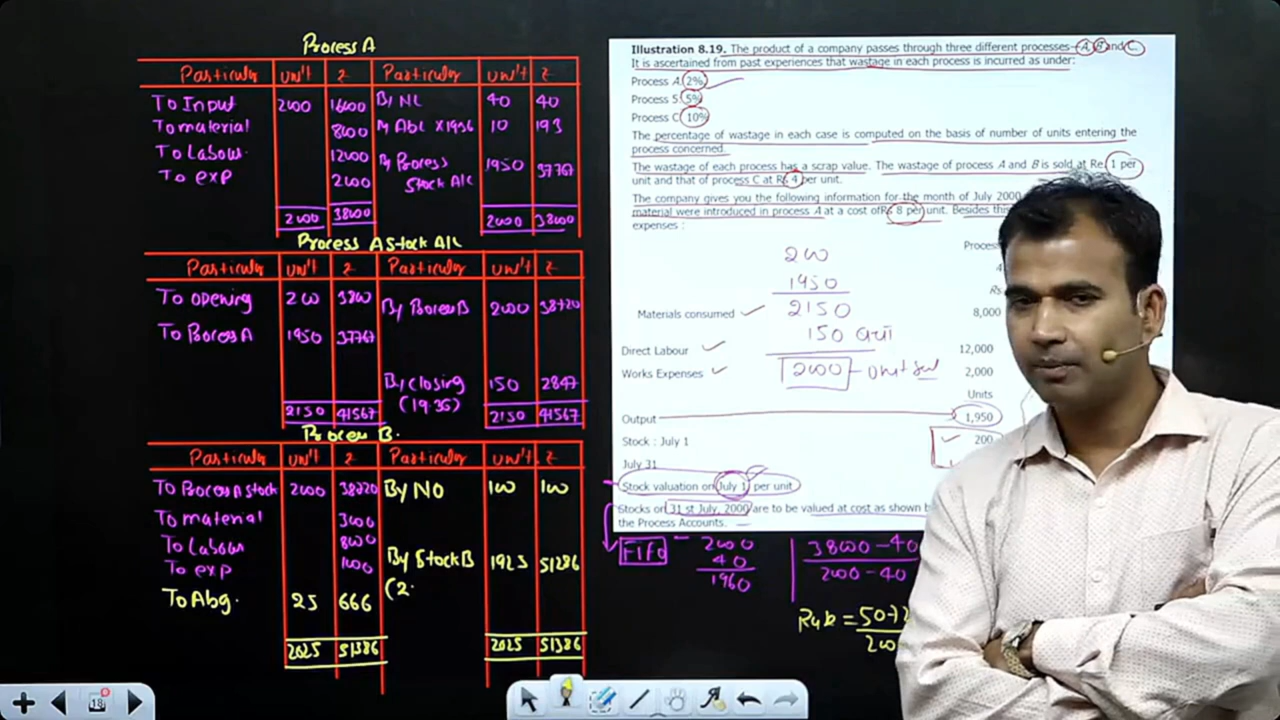 Process A
Particular Unit ₹ Particular Unit ₹
To Input 2000 16000 By NL 40 40
To material 8000 By Abl X 19.36 10 193
To Labour 12000 By Process Stock A/C 1950 37767
To exp 2000
2000 38000 2000 38000
Process A Stock A/C
Particular Unit ₹ Particular Unit ₹
To opening 200 3800 By Process B 2000 38720
To Process A 1950 37767
By closing 150 2847
(19.36)
2150 41567 2150 41567
Process B.
Particular Unit ₹ Particular Unit ₹
To Process A stock 2000 38720 By NO 100 100
To material 3000
To Labour 8000
To exp 1000 By Stock B 1925 51286
To Abg. 25 666 (2.
2025 51386 2025 51386
Illustration 8.19. The product of a company passes through three different processes—A, B and C.
It is ascertained from past experiences that wastage in each process is incurred as under:
Process A 2%
Process S: 5%
Process C 10%
The percentage of wastage in each case is computed on the basis of number of units entering the
process concerned.
The wastage of each process has a scrap value. The wastage of process A and B is sold at Re. 1 per
unit and that of process C at Rs 4 per unit.
The company gives you the following information for the month of July 2000
material were introduced in process A at a cost ofRs 8 per unit. Besides
expenses :
Process
Rs
200
1950
2150
150
2000 - Unit
Materials consumed 8,000
Direct Labour 12,000
Works Expenses 2,000
Units
Output 1,950
Stock : July 1 200
July 31
Stock valuation on July 1 per unit
Stocks on 31 st July, 2000 are to be valued at cost as shown
the Process Accounts.
FIFO
2000
40
1960
38000 - 40
2000 - 40
18